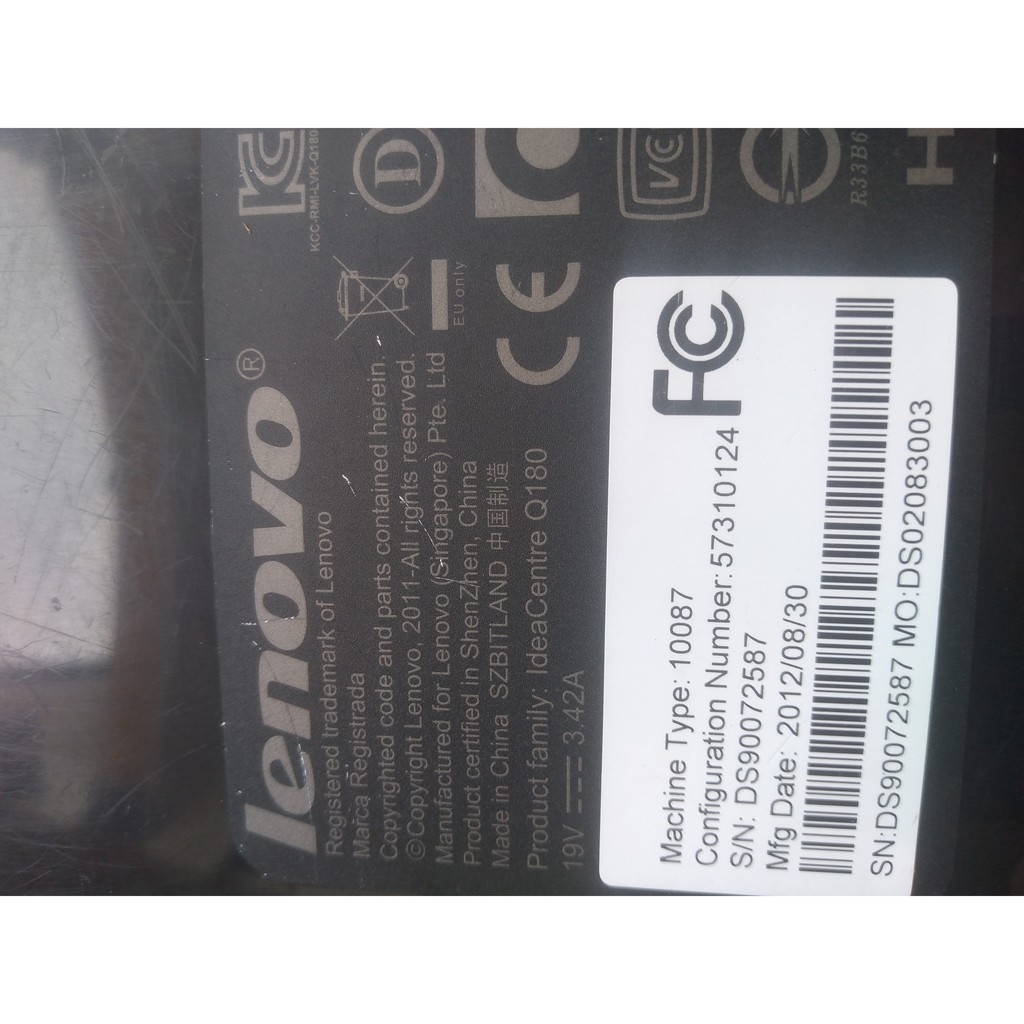 lenovo®
Registered trademark of Lenovo
Marca Registrada
Copyrighted code and parts contained herein.
© Copyright Lenovo, 2011-All rights reserved.
Manufactured for Lenovo (Singapore) Pte. Ltd
Product certified in ShenZhen, China
Made in China SZBITLAND 中国制造
Product family: IdeaCentre Q180
19V 3.42A
KCC-RMI-LVK-Q180
D
EU only
CE
VCC
R33B6
H
FC
Machine Type: 10087
Configuration Number:57310124
S/N: DS90072587
Mfg Date: 2012/08/30
SN:DS90072587 MO:DS02083003